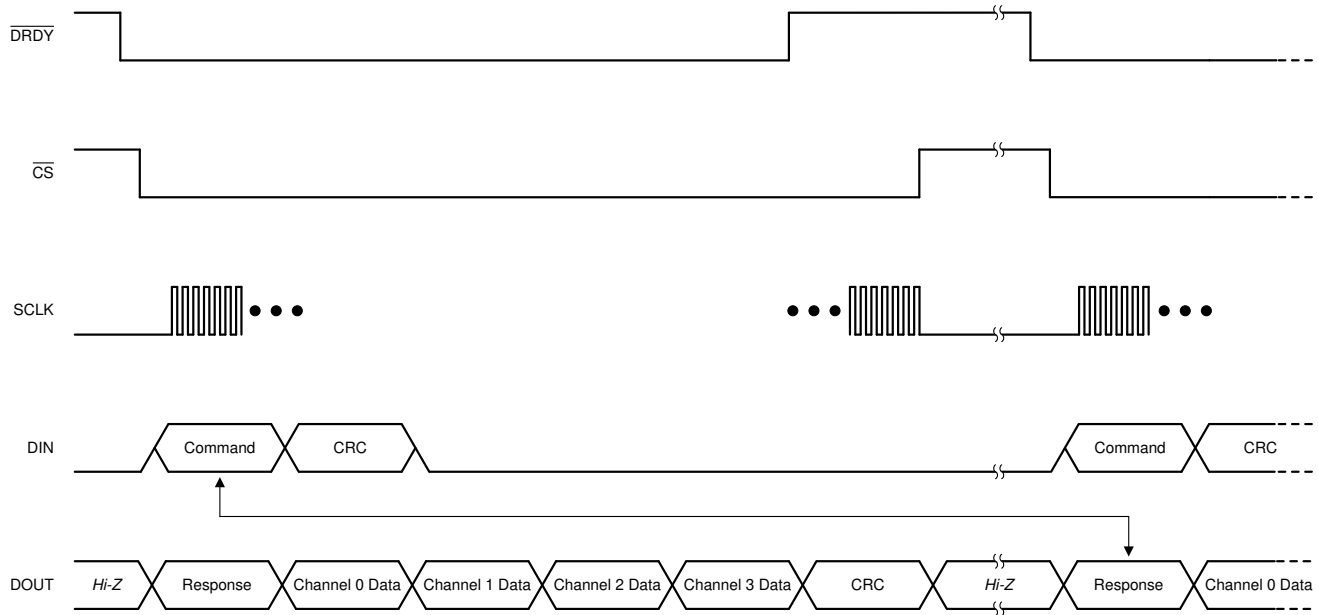 DRDY
CS
SCLK
DIN Command CRC Command CRC
DOUT Hi-Z Response Channel 0 Data Channel 1 Data Channel 2 Data Channel 3 Data CRC Hi-Z Response Channel 0 Data